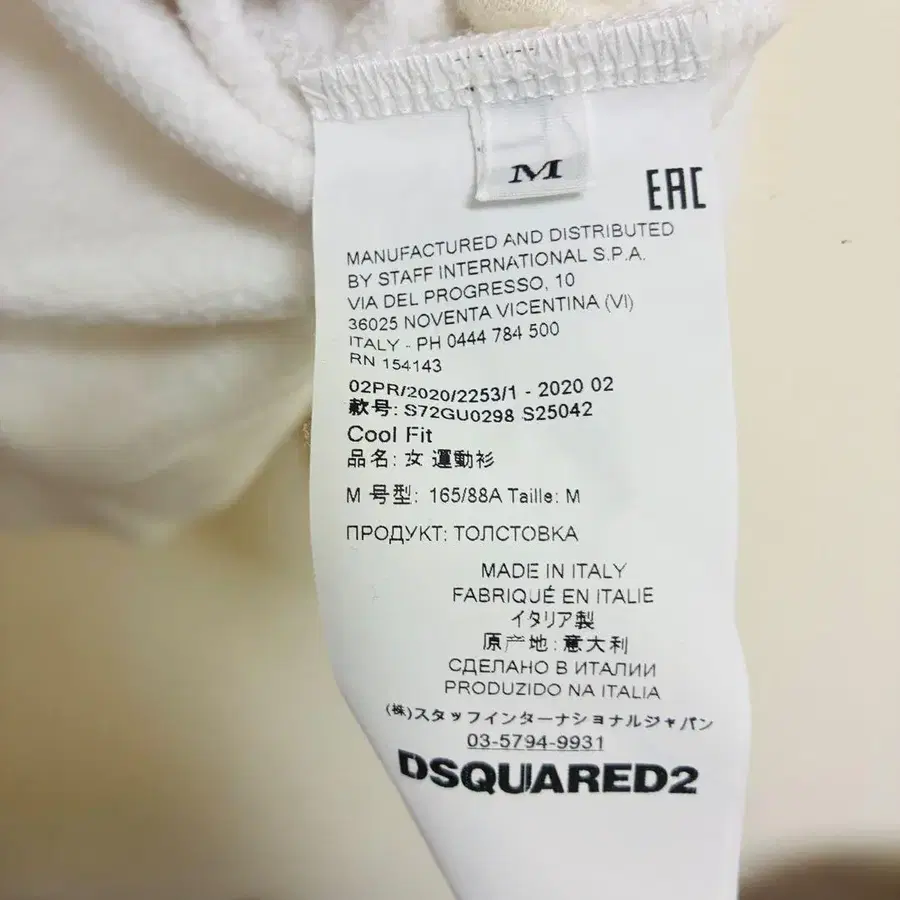 M
EAC
MANUFACTURED AND DISTRIBUTED
BY STAFF INTERNATIONAL S.P.A.
VIA DEL PROGRESSO, 10
36025 NOVENTA VICENTINA (VI)
ITALY - PH 0444 784 500
RN 154143
02PR/2020/2253/1 - 2020 02
款号: S72GU0298 S25042
Cool Fit
品名: 女 運動衫
M 号型: 165/88A Taille: M
ПРОДУКТ: ТОЛСТОВКА
MADE IN ITALY
FABRIQUÉ EN ITALIE
イタリア製
原产地: 意大利
СДЕЛАНО В ИТАЛИИ
PRODUZIDO NA ITALIA
(株)スタッフインターナショナルジャパン
03-5794-9931
DSQUARED2